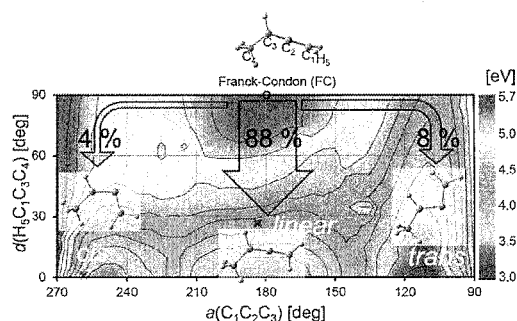 C₃
C₂
C₄
C₁H₅
Franck-Condon (FC)
[eV]
90
5.7
4 %
88 %
8 %
5.0
60
4.5
d(H₅C₁C₃C₄) [deg]
4.0
30
linear
3.5
trans
0
3.0
270
240
210
180
150
120
90
a(C₁C₂C₃) [deg]